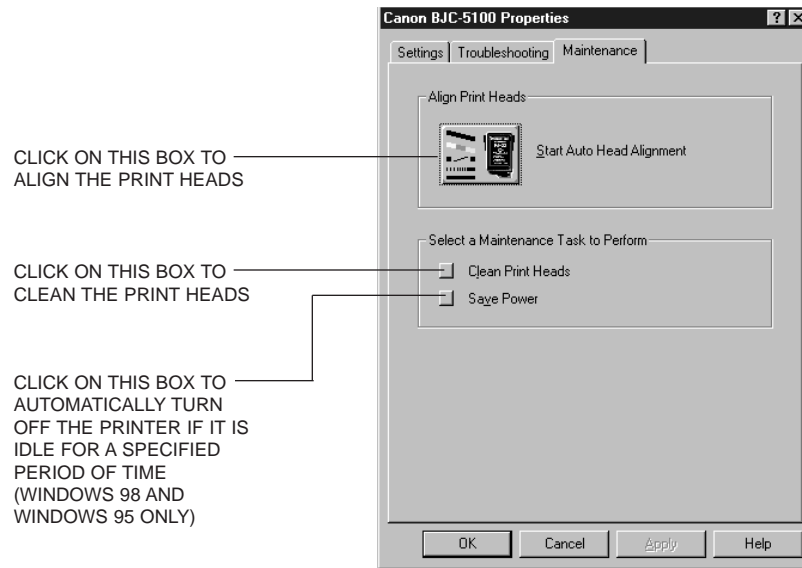 Canon BJC-5100 Properties
Settings Troubleshooting Maintenance
Align Print Heads
Start Auto Head Alignment
CLICK ON THIS BOX TO
ALIGN THE PRINT HEADS
Select a Maintenance Task to Perform
Clean Print Heads
CLICK ON THIS BOX TO
CLEAN THE PRINT HEADS
Save Power
CLICK ON THIS BOX TO
AUTOMATICALLY TURN
OFF THE PRINTER IF IT IS
IDLE FOR A SPECIFIED
PERIOD OF TIME
(WINDOWS 98 AND
WINDOWS 95 ONLY)
OK Cancel Apply Help